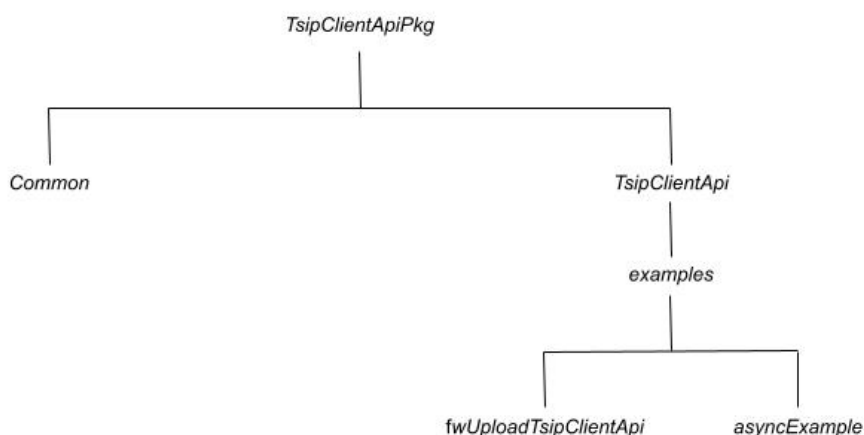 TsipClientApiPkg
Common
TsipClientApi
examples
fwUploadTsipClientApi
asyncExample